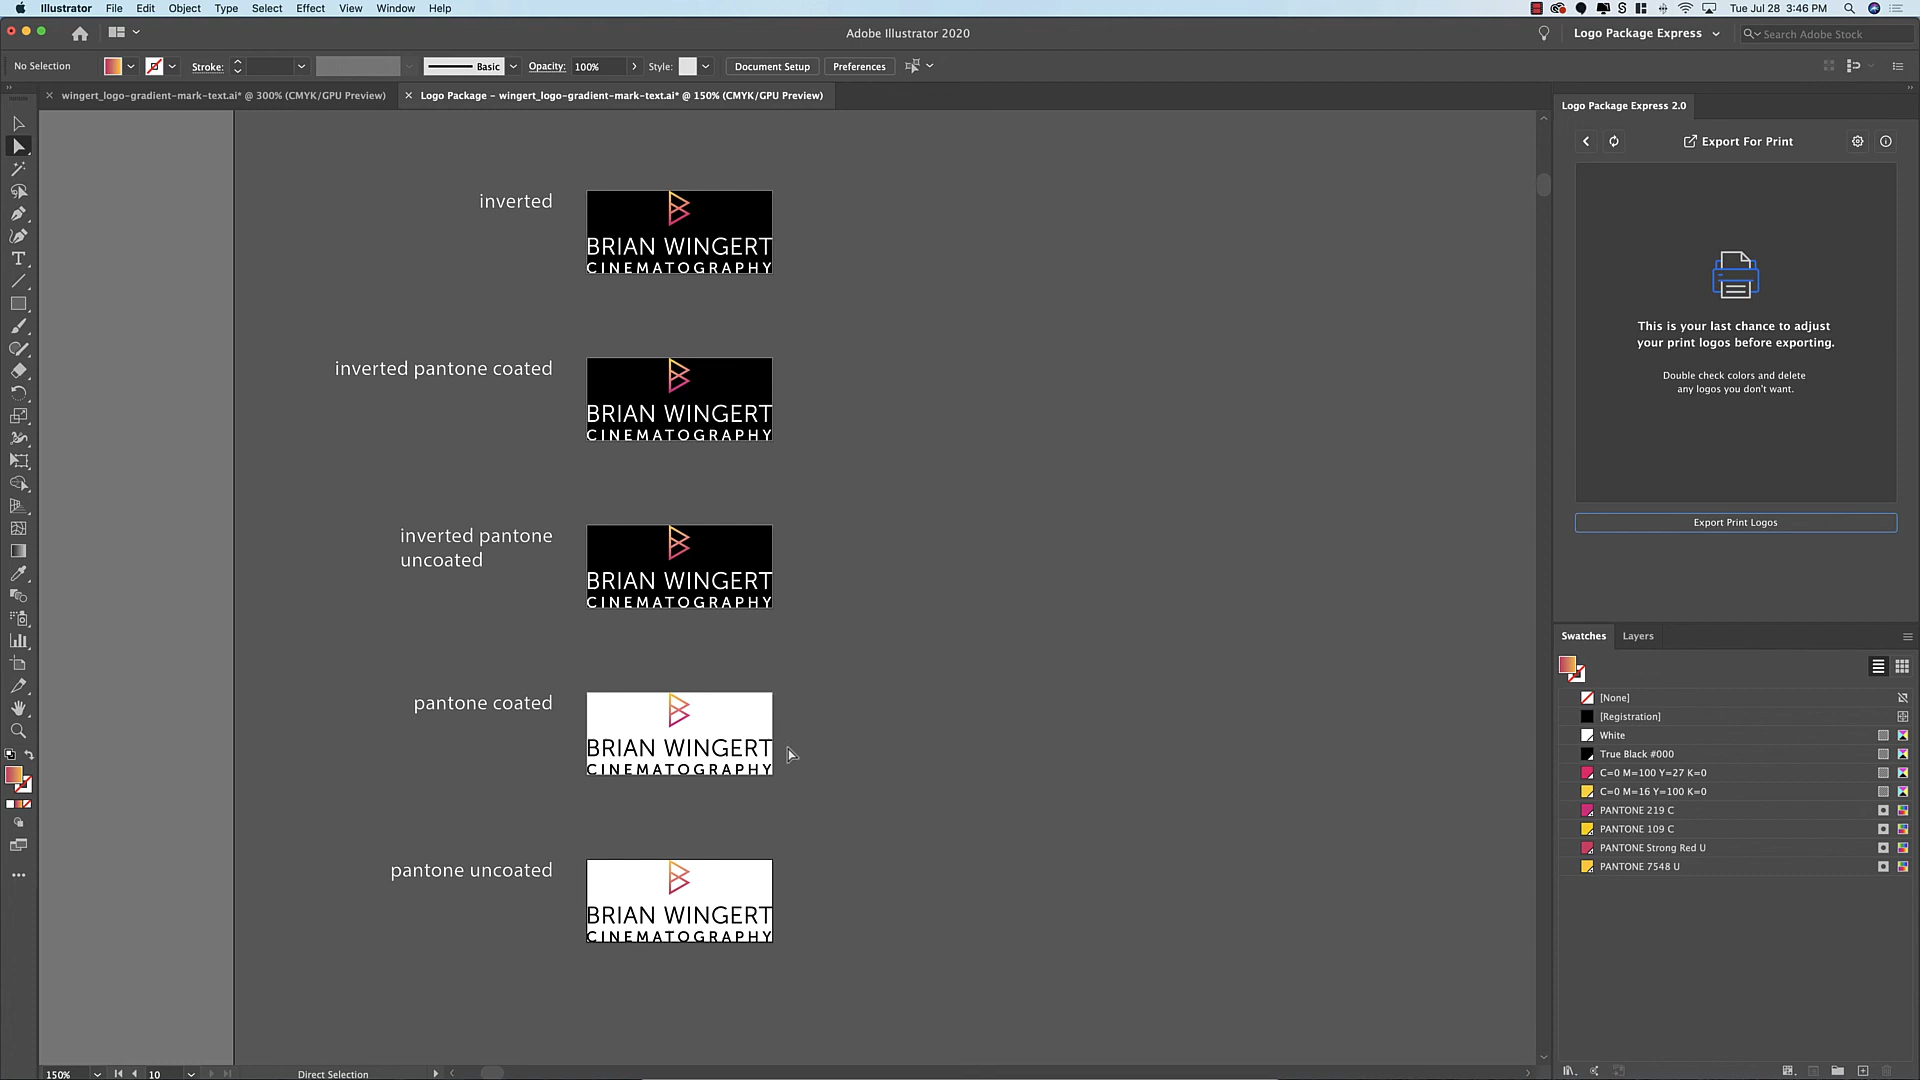 Illustrator File Edit Object Type Select Effect View Window Help
Tue Jul 28 3:46 PM
Adobe Illustrator 2020
Logo Package Express
Search Adobe Stock
No Selection
Stroke:
Basic
Opacity: 100%
Style:
Document Setup
Preferences
wingert_logo-gradient-mark-text.ai* @ 300% (CMYK/GPU Preview)
Logo Package - wingert_logo-gradient-mark-text.ai* @ 150% (CMYK/GPU Preview)
Logo Package Express 2.0
Export For Print
This is your last chance to adjust
your print logos before exporting.
Double check colors and delete
any logos you don't want.
Export Print Logos
inverted
BRIAN WINGERT
CINEMATOGRAPHY
inverted pantone coated
BRIAN WINGERT
CINEMATOGRAPHY
inverted pantone
uncoated
BRIAN WINGERT
CINEMATOGRAPHY
pantone coated
BRIAN WINGERT
CINEMATOGRAPHY
pantone uncoated
BRIAN WINGERT
CINEMATOGRAPHY
Swatches
Layers
[None]
[Registration]
White
True Black #000
C=0 M=100 Y=27 K=0
C=0 M=16 Y=100 K=0
PANTONE 219 C
PANTONE 109 C
PANTONE Strong Red U
PANTONE 7548 U
150%
10
Direct Selection